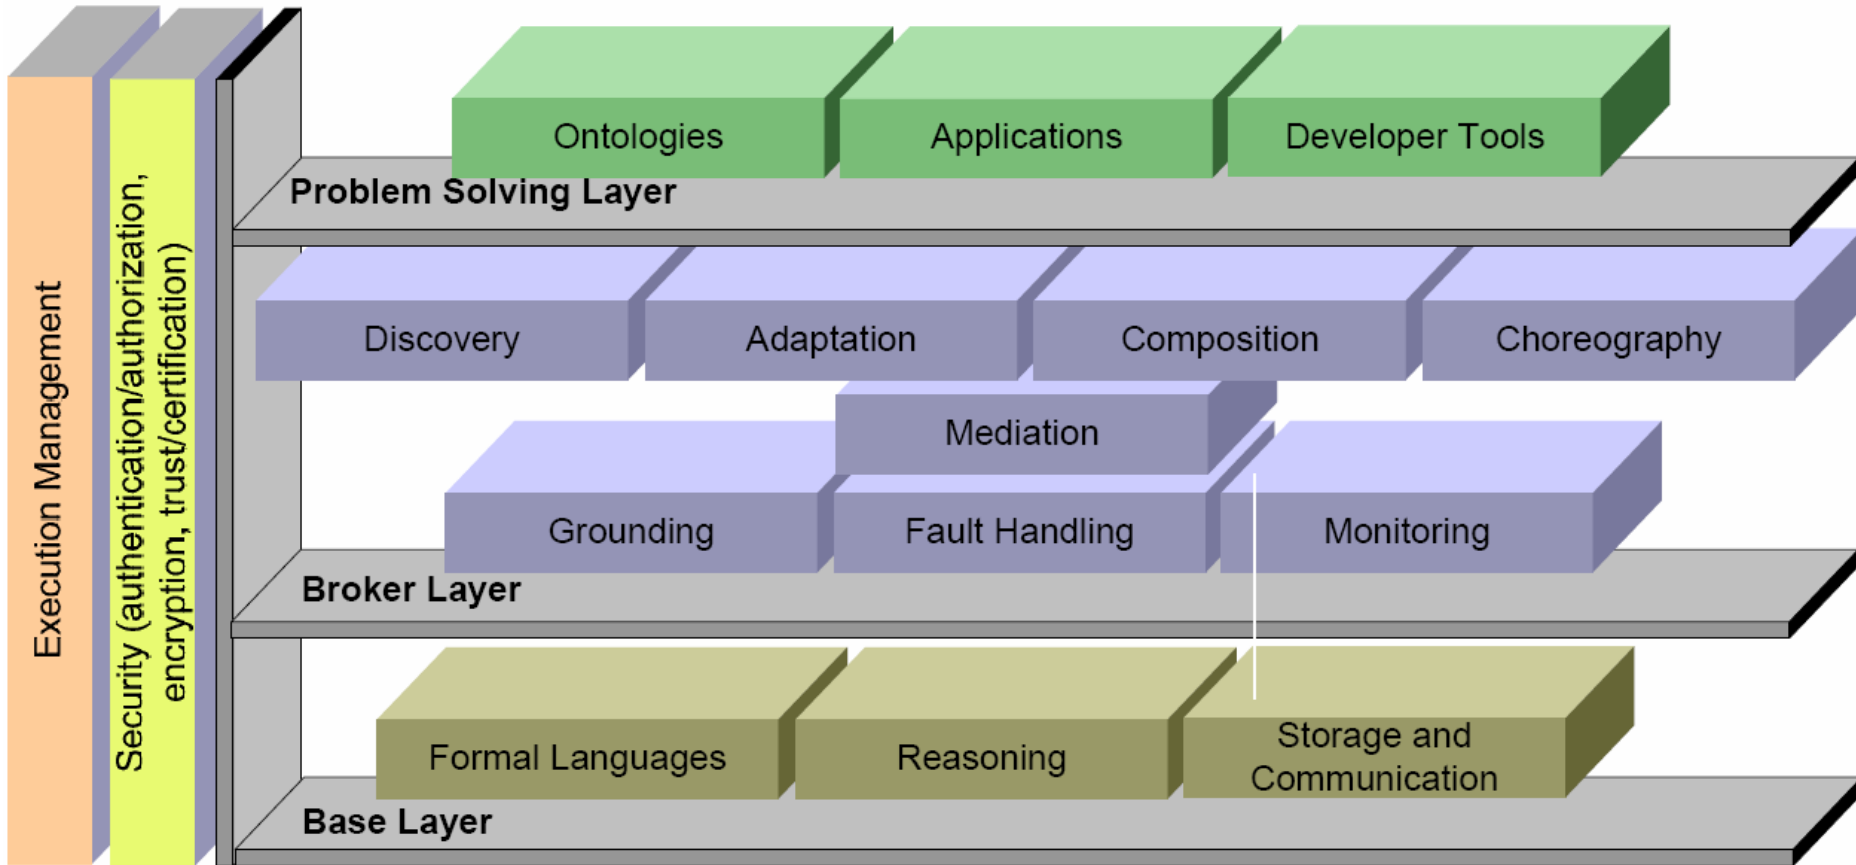 Execution Management
Security (authentication/authorization,
encryption, trust/certification)
Ontologies
Applications
Developer Tools
Problem Solving Layer
Discovery
Adaptation
Composition
Choreography
Mediation
Grounding
Fault Handling
Monitoring
Broker Layer
Formal Languages
Reasoning
Storage and
Communication
Base Layer